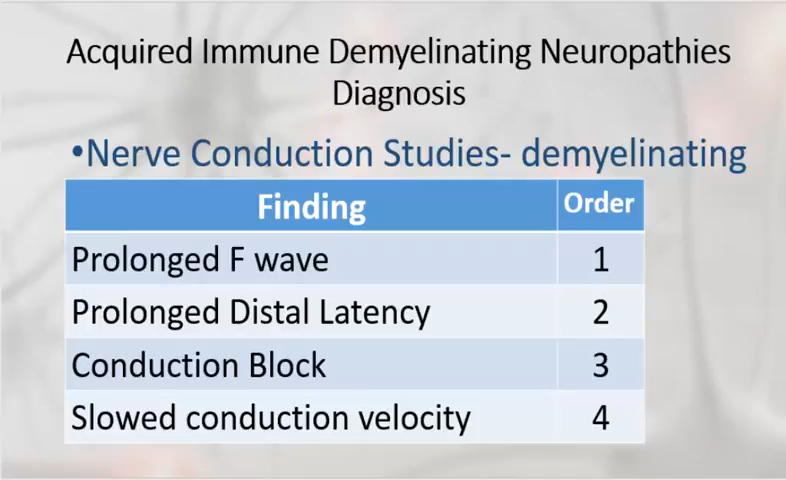 Acquired Immune Demyelinating Neuropathies
Diagnosis
•Nerve Conduction Studies- demyelinating
Finding Order
Prolonged F wave 1
Prolonged Distal Latency 2
Conduction Block 3
Slowed conduction velocity 4